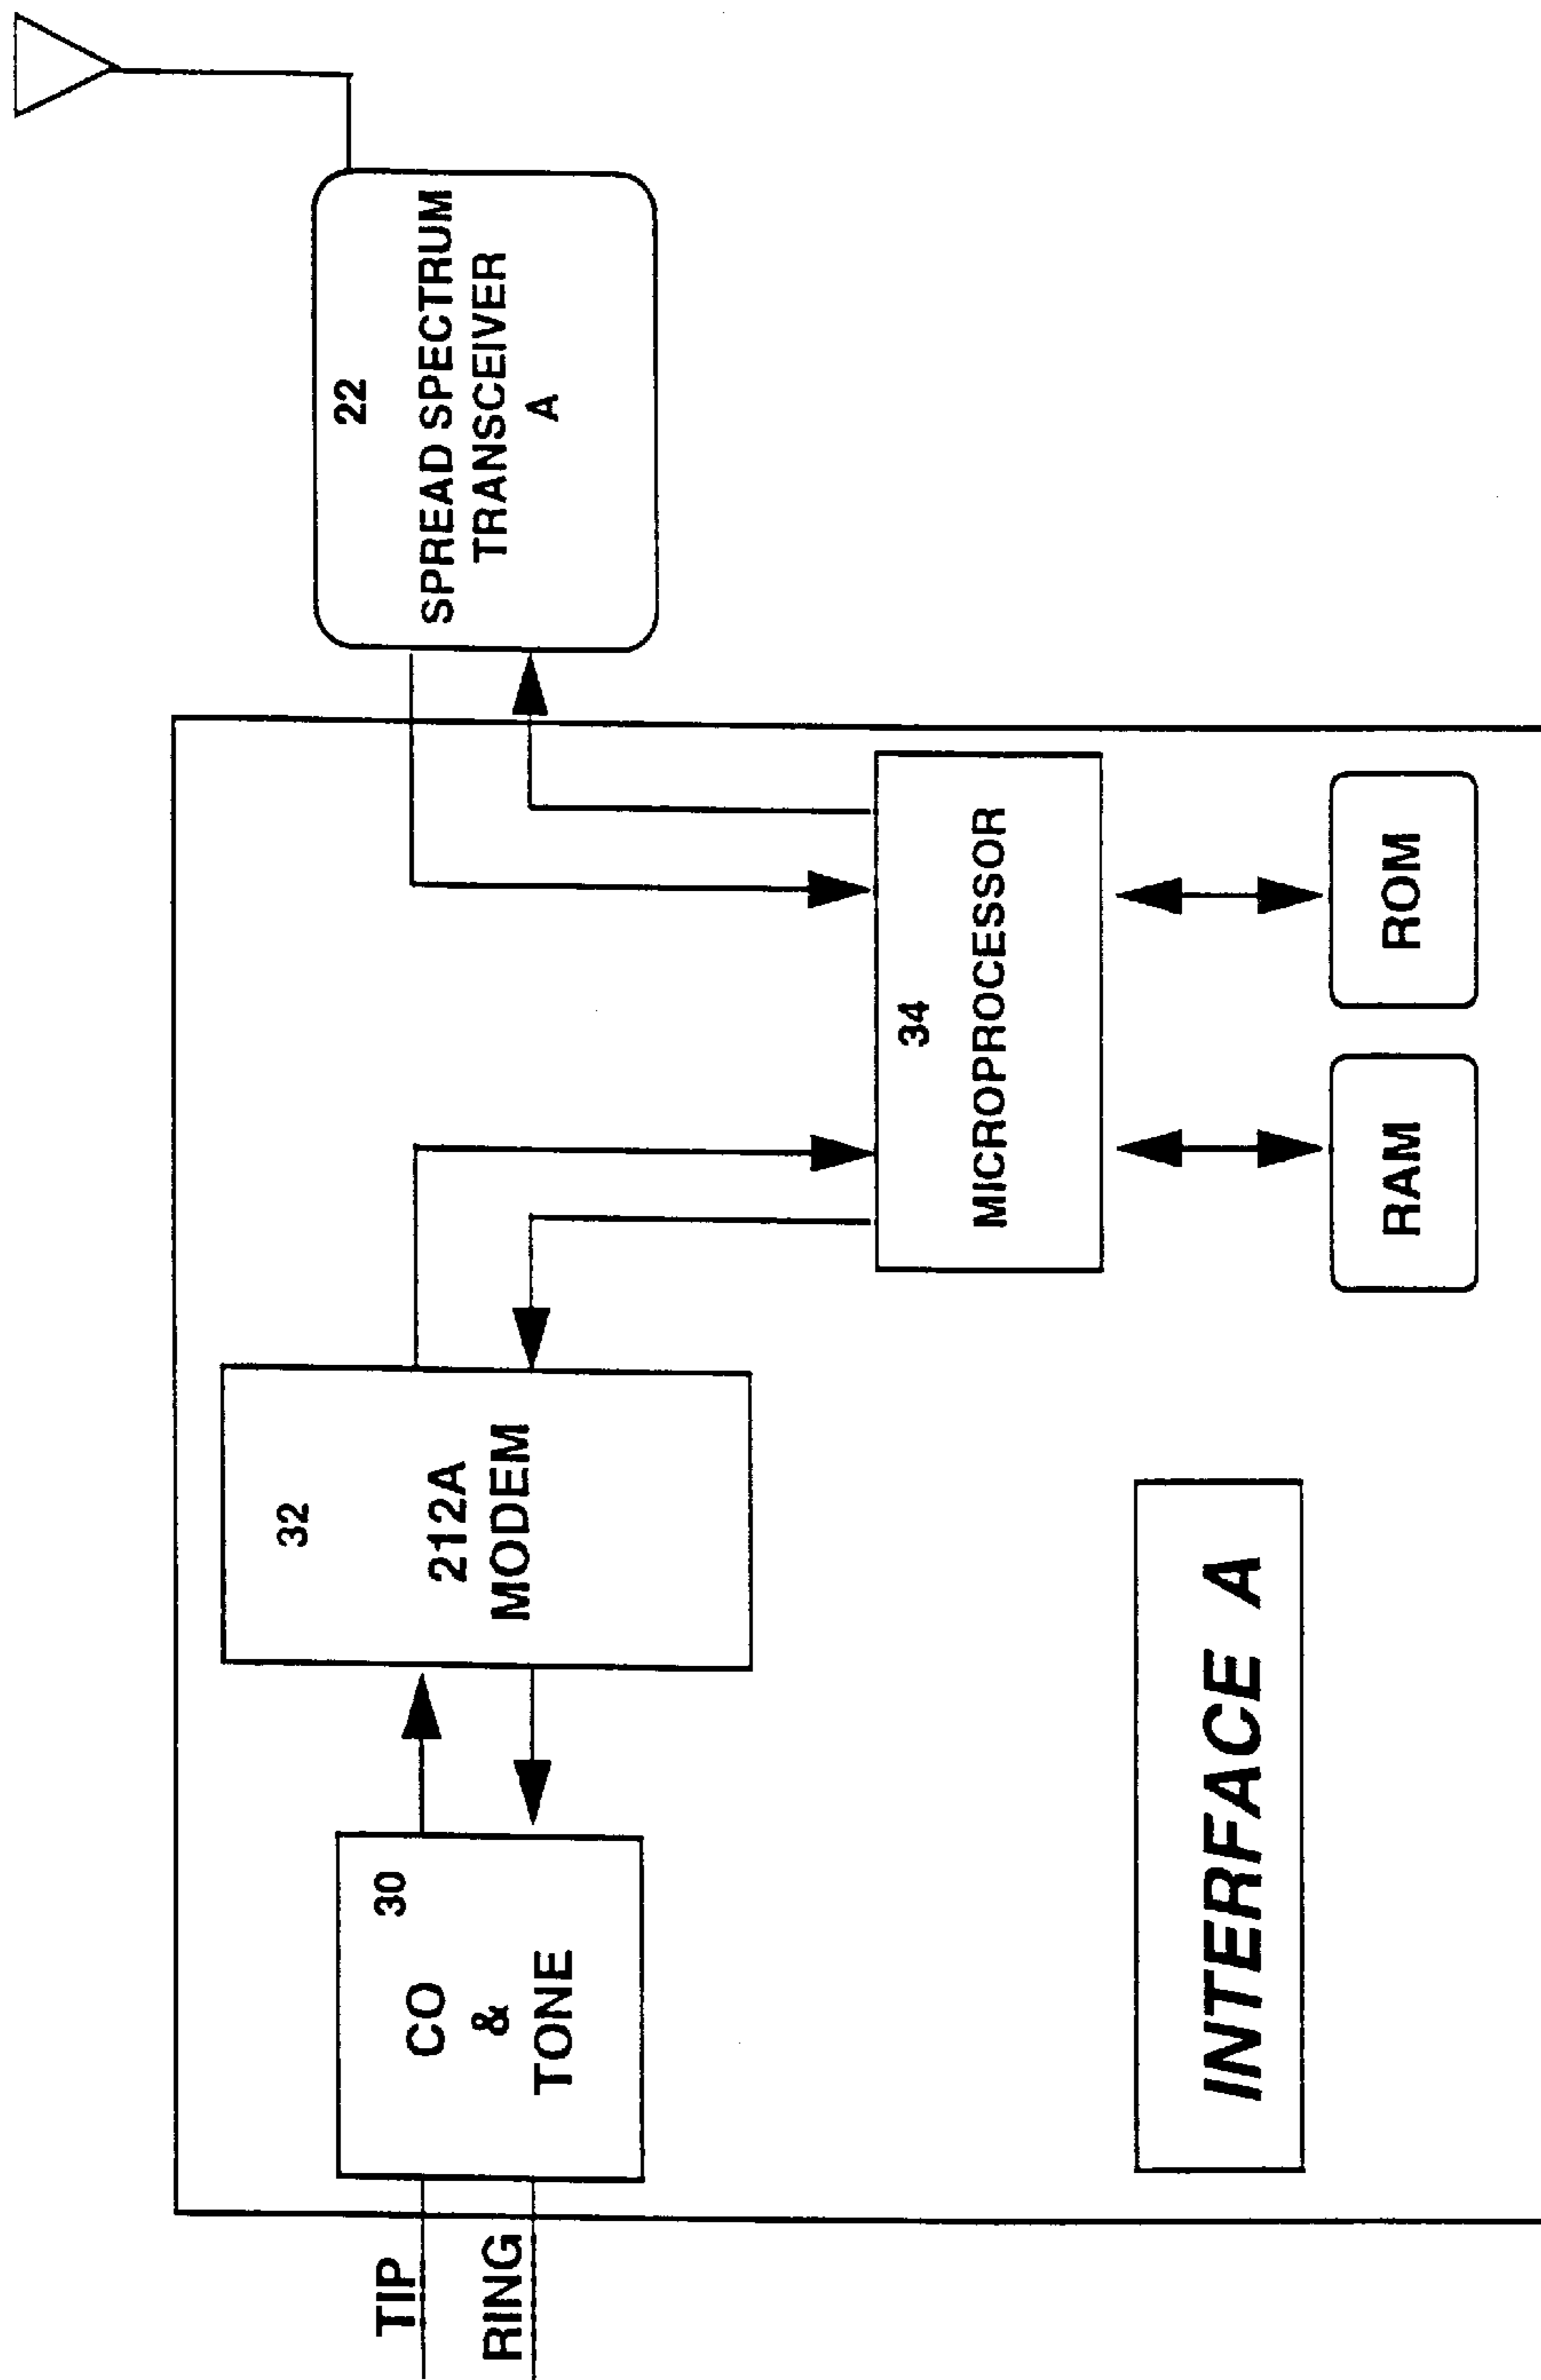 TIP
RING
30
CO
&
TONE
32
212A
MODEM
34
MICROPROCESSOR
22
SPREAD SPECTRUM
TRANSCEIVER
A
RAM
ROM
INTERFACE A